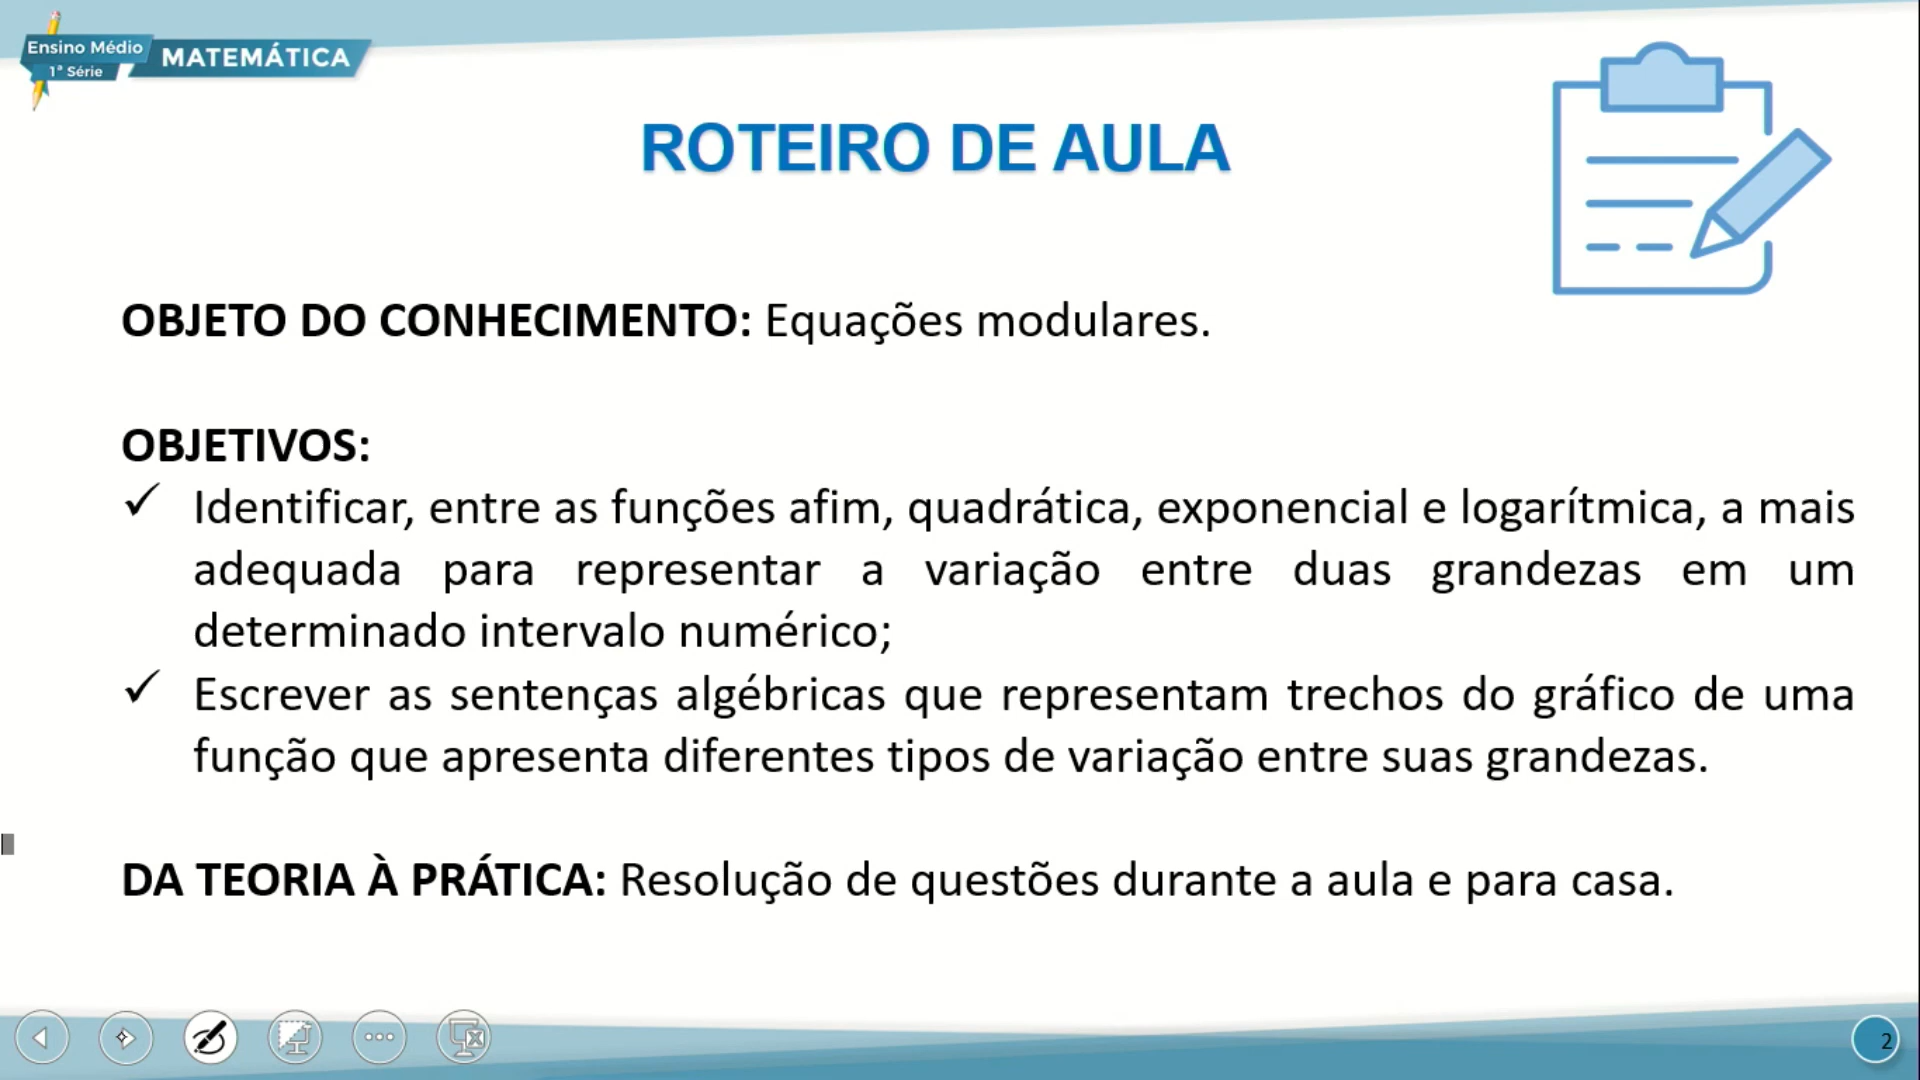 Ensino Médio
1ª Série
MATEMÁTICA
ROTEIRO DE AULA
OBJETO DO CONHECIMENTO: Equações modulares.
OBJETIVOS:
✓ Identificar, entre as funções afim, quadrática, exponencial e logarítmica, a mais
adequada para representar a variação entre duas grandezas em um
determinado intervalo numérico;
✓ Escrever as sentenças algébricas que representam trechos do gráfico de uma
função que apresenta diferentes tipos de variação entre suas grandezas.
DA TEORIA À PRÁTICA: Resolução de questões durante a aula e para casa.
2